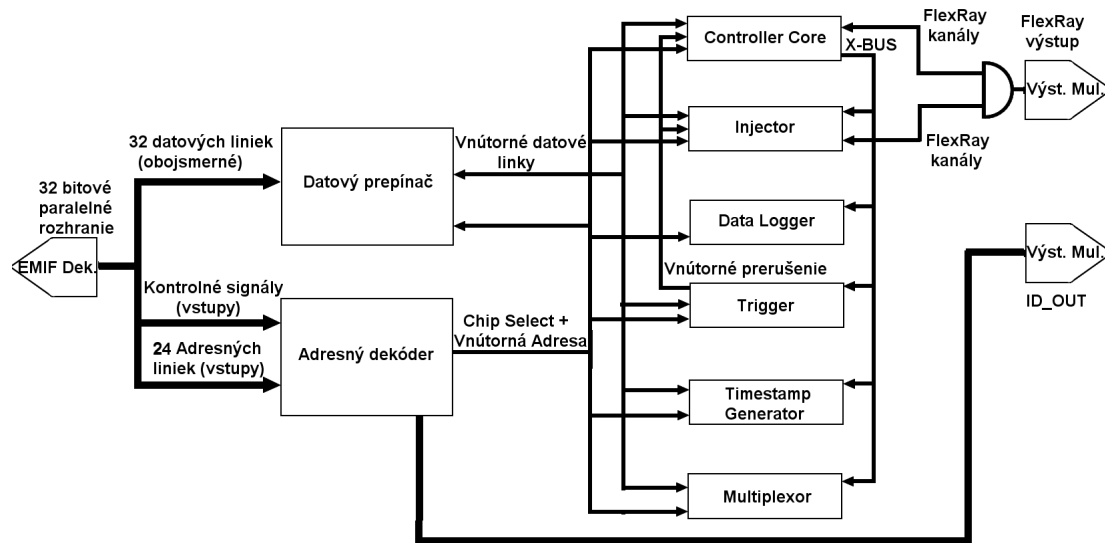 32 bitové
paralelné
rozhranie
EMIF Dek.
32 datových liniek
(obojsmerné)
Kontrolné signály
(vstupy)
24 Adresných
liniek (vstupy)
Datový prepínač
Adresný dekóder
Vnútorné datové
linky
Chip Select +
Vnútorná Adresa
Controller Core
X-BUS
Injector
Data Logger
Vnútorné prerušenie
Trigger
Timestamp
Generator
Multiplexor
FlexRay
kanály
FlexRay
kanály
FlexRay
výstup
Výst. Mul.
Výst. Mul.
ID_OUT